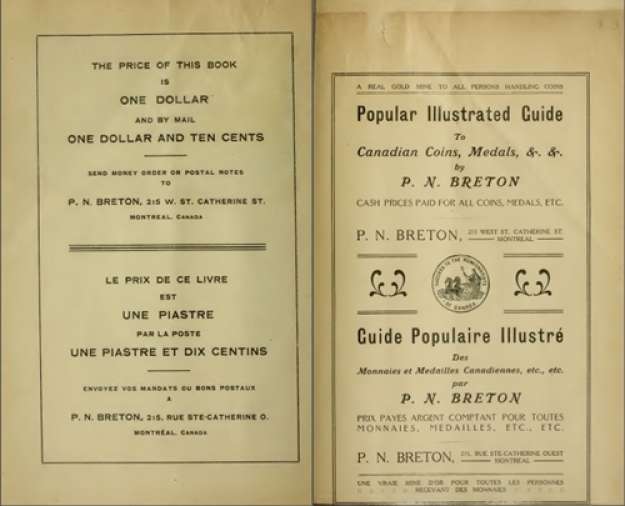 THE PRICE OF THIS BOOK
IS
ONE DOLLAR
AND BY MAIL
ONE DOLLAR AND TEN CENTS
SEND MONEY ORDER OR POSTAL NOTES
TO
P. N. BRETON, 215 W. ST. CATHERINE ST.
MONTREAL, CANADA
LE PRIX DE CE LIVRE
EST
UNE PIASTRE
PAR LA POSTE
UNE PIASTRE ET DIX CENTINS
ENVOYEZ VOS MANDATS OU BONS POSTAUX
A
P. N. BRETON, 215, RUE STE-CATHERINE O.
MONTRÉAL, CANADA
A REAL GOLD MINE TO ALL PERSONS HANDLING COINS
Popular Illustrated Guide
To
Canadian Coins, Medals, &. &.
by
P. N. BRETON
CASH PRICES PAID FOR ALL COINS, MEDALS, ETC.
P. N. BRETON, 215 WEST ST. CATHERINE ST
MONTREAL
SUCCESS TO THE NUMISMATISTS
OF CANADA
Guide Populaire Illustré
Des
Monnaies et Medailles Canadiennes, etc., etc.
par
P. N. BRETON
PRIX PAYES ARGENT COMPTANT POUR TOUTES
MONNAIES, MEDAILLES, ETC., ETC.
P. N. BRETON, 215, RUE STE-CATHERINE OUEST
MONTREAL
UNE VRAIE MINE D'OR POUR TOUTES LES PERSONNES
RECEVANT DES MONNAIES